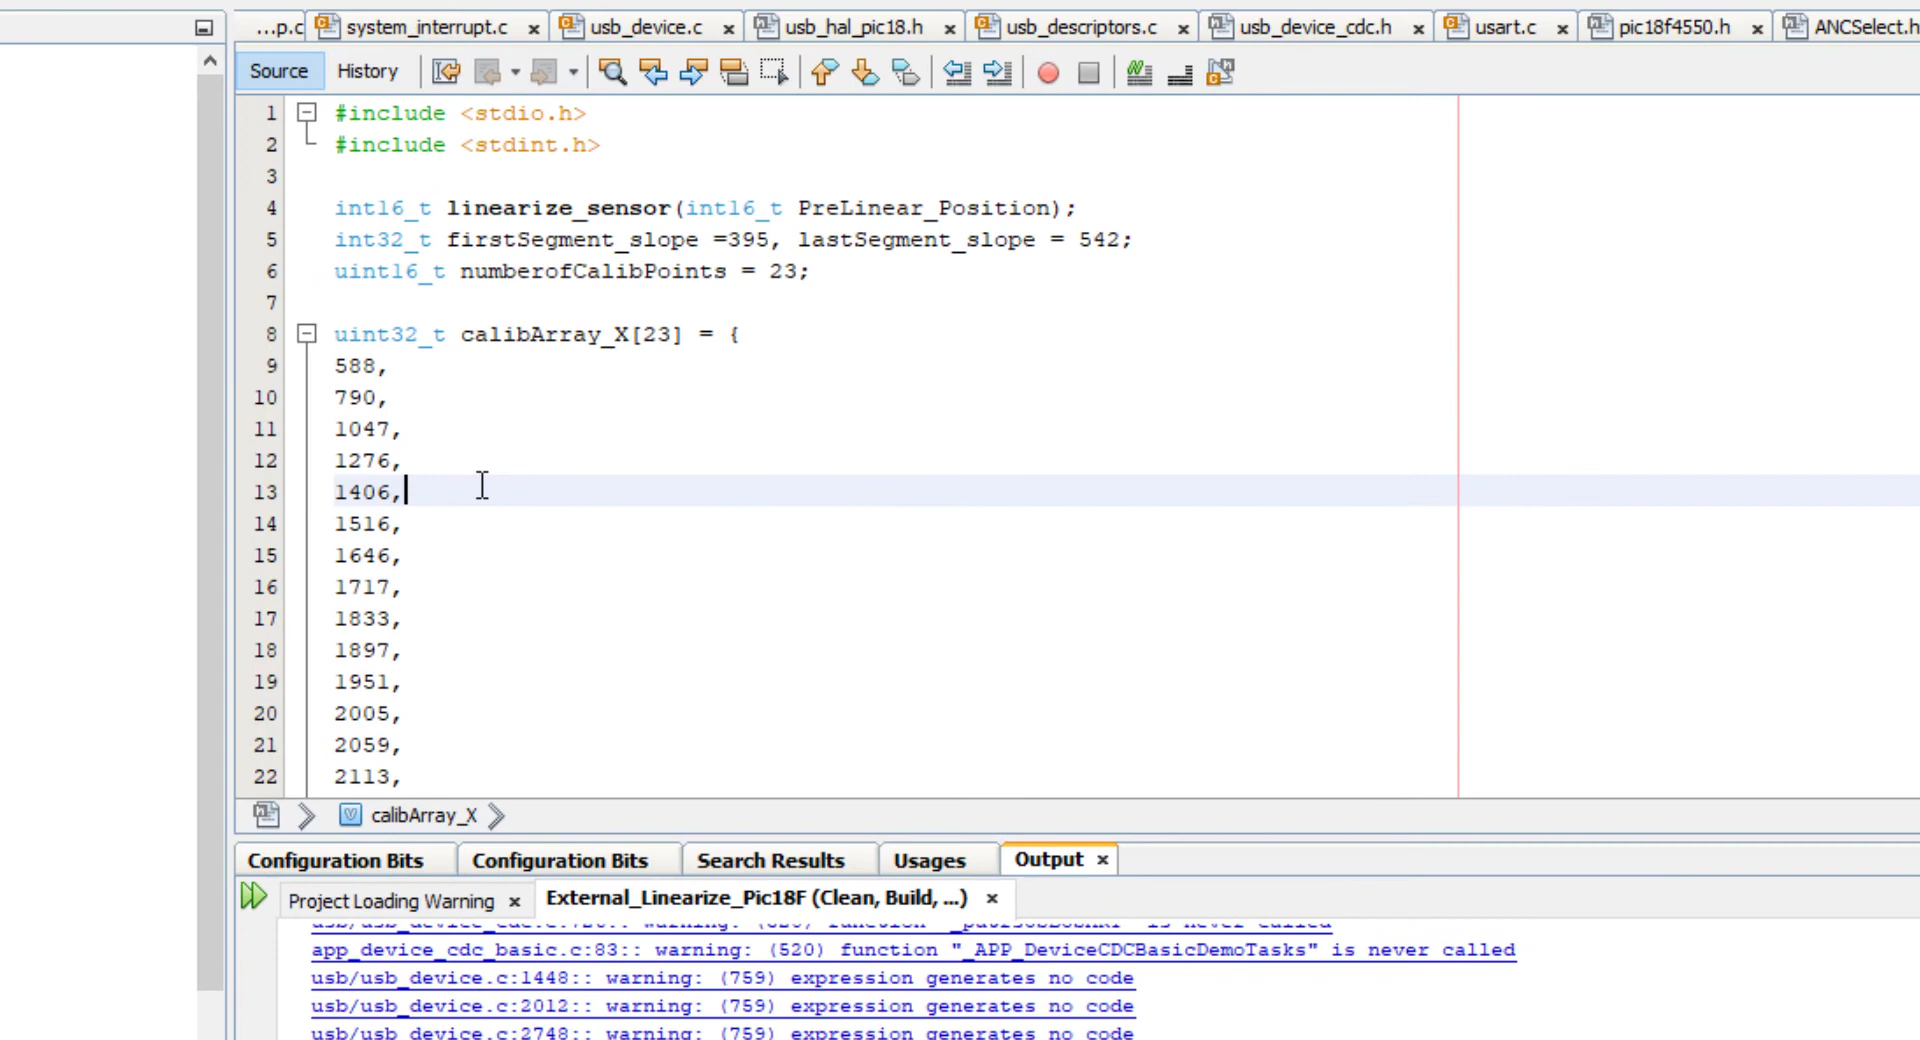 ...p.c system_interrupt.c × usb_device.c × usb_hal_pic18.h × usb_descriptors.c × usb_device_cdc.h × usart.c × pic18f4550.h × ANCSelect.h
Source History
1 #include <stdio.h>
2 #include <stdint.h>
3
4 int16_t linearize_sensor(int16_t PreLinear_Position);
5 int32_t firstSegment_slope =395, lastSegment_slope = 542;
6 uint16_t numberofCalibPoints = 23;
7
8 uint32_t calibArray_X[23] = {
9 588,
10 790,
11 1047,
12 1276,
13 1406,
14 1516,
15 1646,
16 1717,
17 1833,
18 1897,
19 1951,
20 2005,
21 2059,
22 2113,
calibArray_X
Configuration Bits Configuration Bits Search Results Usages Output ×
Project Loading Warning × External_Linearize_Pic18F (Clean, Build, ...) ×
is never called
app_device_cdc_basic.c:83:: warning: (520) function "_APP_DeviceCDCBasicDemoTasks" is never called
usb/usb_device.c:1448:: warning: (759) expression generates no code
usb/usb_device.c:2012:: warning: (759) expression generates no code
usb/usb_device.c:2748:: warning: (759) expression generates no code